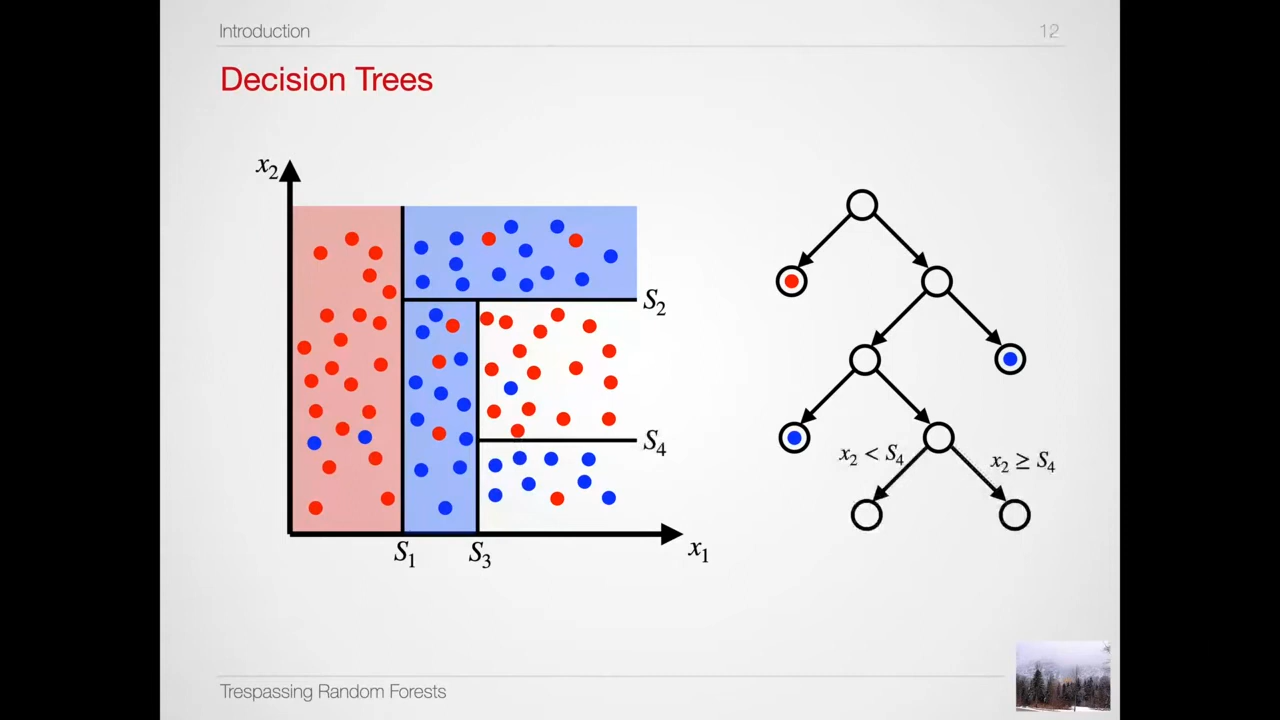 Introduction 12
Decision Trees
x₂
S₂
S₄
x₂ < S₄ x₂ ≥ S₄
S₁ S₃ x₁
Trespassing Random Forests